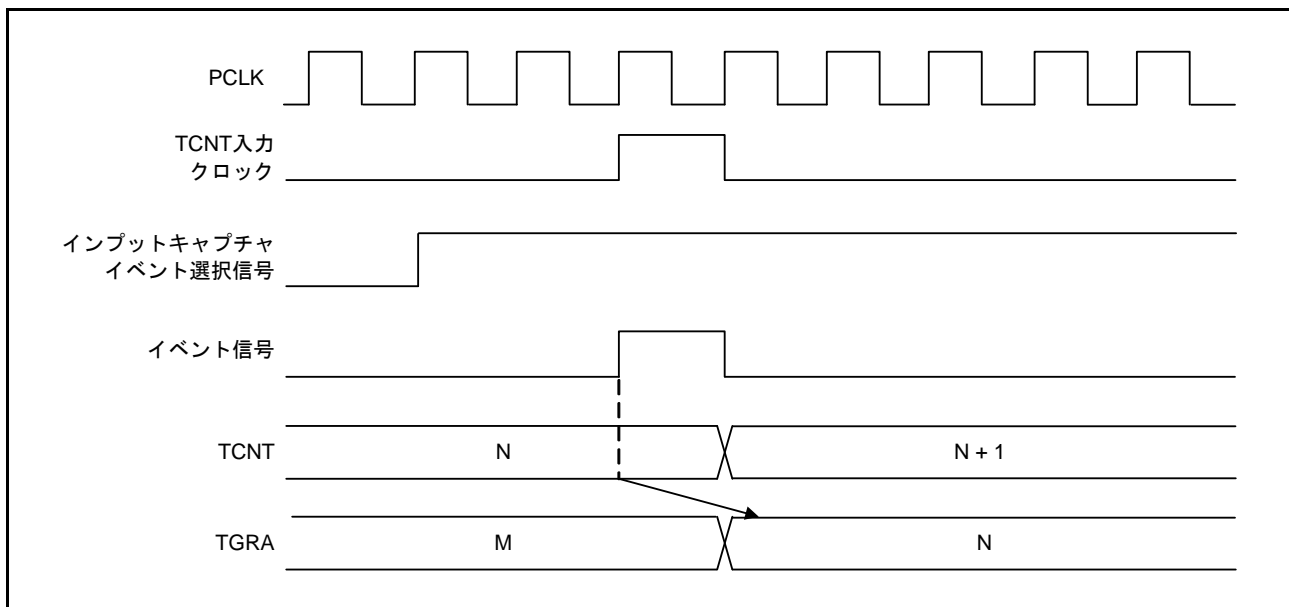 PCLK
TCNT入力
クロック
インプットキャプチャ
イベント選択信号
イベント信号
TCNT
N
N + 1
TGRA
M
N